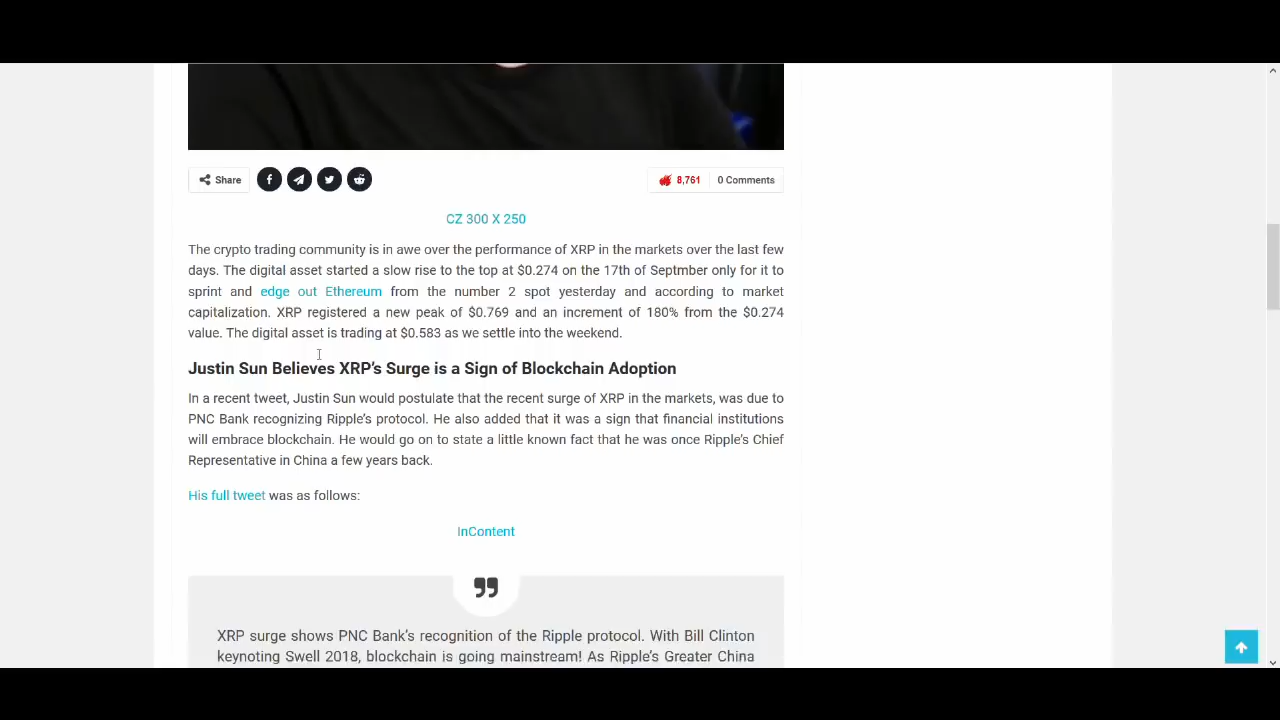 Share
8,761
0 Comments
CZ 300 X 250
The crypto trading community is in awe over the performance of XRP in the markets over the last few
days. The digital asset started a slow rise to the top at $0.274 on the 17th of Septmber only for it to
sprint and edge out Ethereum from the number 2 spot yesterday and according to market
capitalization. XRP registered a new peak of $0.769 and an increment of 180% from the $0.274
value. The digital asset is trading at $0.583 as we settle into the weekend.
Justin Sun Believes XRP's Surge is a Sign of Blockchain Adoption
In a recent tweet, Justin Sun would postulate that the recent surge of XRP in the markets, was due to
PNC Bank recognizing Ripple's protocol. He also added that it was a sign that financial institutions
will embrace blockchain. He would go on to state a little known fact that he was once Ripple's Chief
Representative in China a few years back.
His full tweet was as follows:
InContent
XRP surge shows PNC Bank's recognition of the Ripple protocol. With Bill Clinton
keynoting Swell 2018, blockchain is going mainstream! As Ripple's Greater China